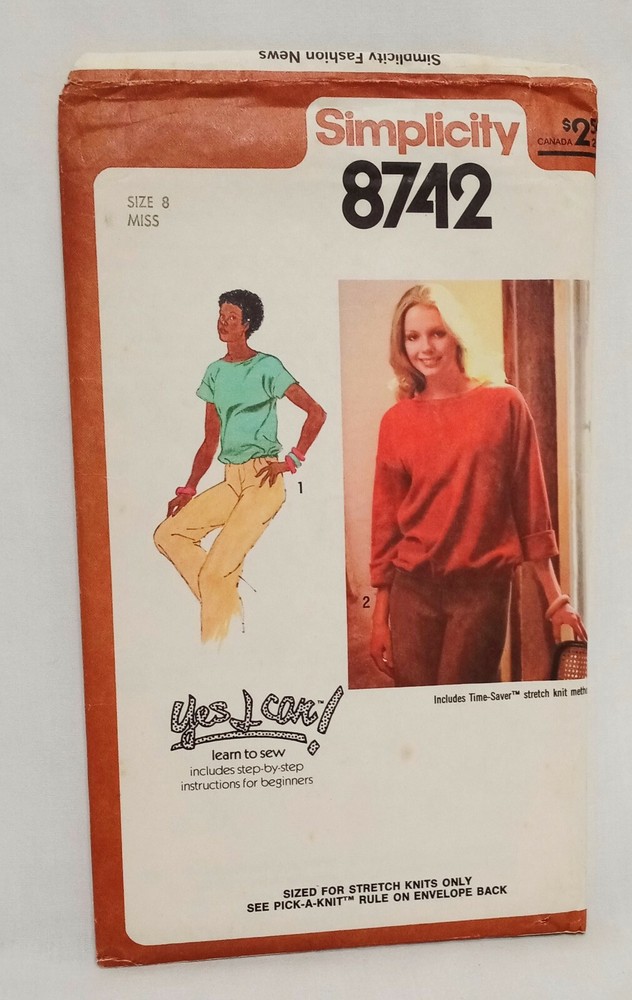 Simplicity Fashion News
Simplicity
8742
CANADA
$2
SIZE 8
MISS
1
2
Includes Time-Saver™ stretch knit
Yes I can!™
learn to sew
includes step-by-step
instructions for beginners
SIZED FOR STRETCH KNITS ONLY
SEE PICK-A-KNIT™ RULE ON ENVELOPE BACK